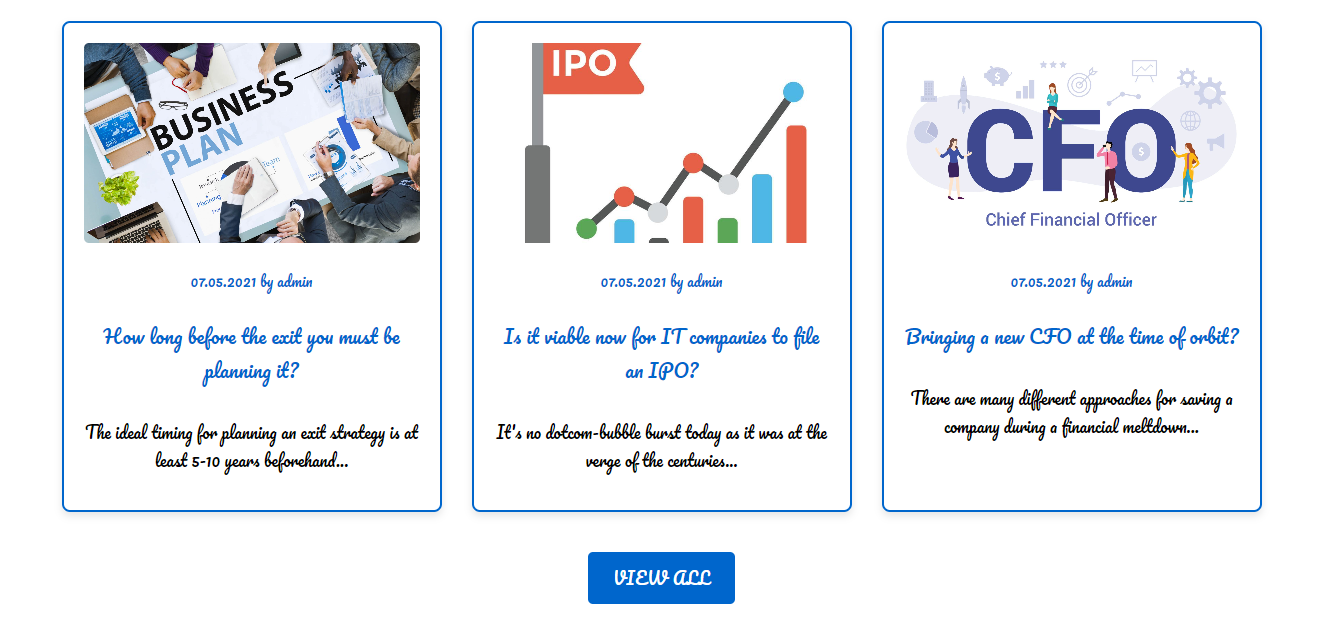 BUSINESS
PLAN
Team
Planning
IPO
CFO
Chief Financial Officer
07.05.2021 by admin
How long before the exit you must be
planning it?
The ideal timing for planning an exit strategy is at
least 5-10 years beforehand...
07.05.2021 by admin
Is it viable now for IT companies to file
an IPO?
It's no dotcom-bubble burst today as it was at the
verge of the centuries...
07.05.2021 by admin
Bringing a new CFO at the time of orbit?
There are many different approaches for saving a
company during a financial meltdown...
VIEW ALL